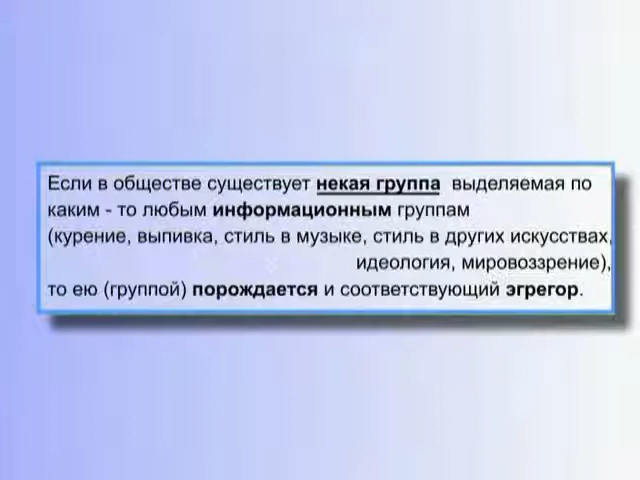 Если в обществе существует некая группа выделяемая по
каким - то любым информационным группам
(курение, выпивка, стиль в музыке, стиль в других искусствах,
идеология, мировоззрение),
то ею (группой) порождается и соответствующий эгрегор.